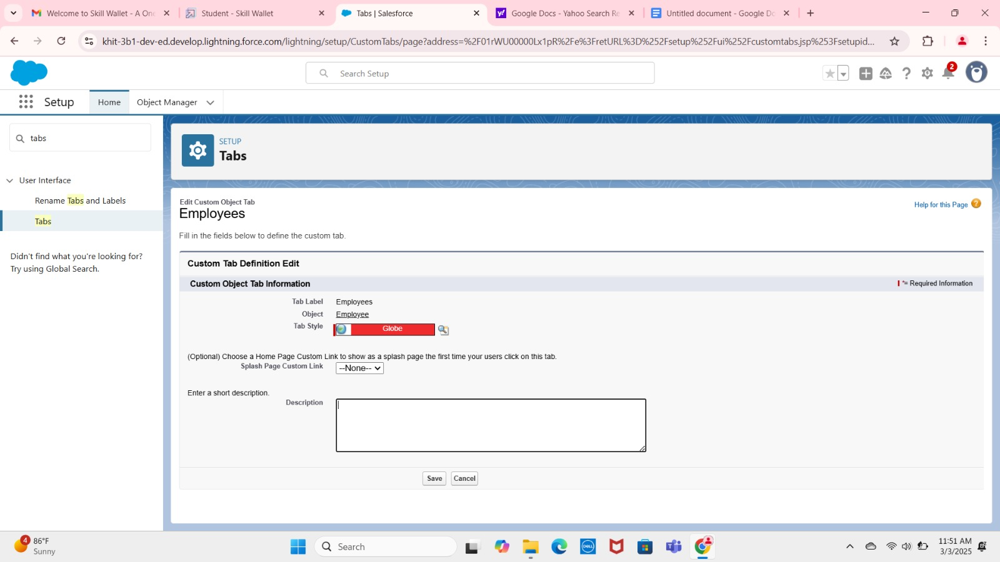 Welcome to Skill Wallet - A One
Student - Skill Wallet
Tabs | Salesforce
Google Docs - Yahoo Search Re
Untitled document - Google Do
khit-3b1-dev-ed.develop.lightning.force.com/lightning/setup/CustomTabs/page?address=%2F01rWU00000Lx1pR%2Fe%3FretURL%3D%252Fsetup%252Fui%252Fcustomtabs.jsp%253Fsetupid...
Search Setup
2
Setup
Home
Object Manager
tabs
User Interface
Rename Tabs and Labels
Tabs
Didn't find what you're looking for?
Try using Global Search.
SETUP
Tabs
Edit Custom Object Tab
Employees
Help for this Page ?
Fill in the fields below to define the custom tab.
Custom Tab Definition Edit
Custom Object Tab Information
*= Required Information
Tab Label Employees
Object Employee
Tab Style Globe
(Optional) Choose a Home Page Custom Link to show as a splash page the first time your users click on this tab.
Splash Page Custom Link --None--
Enter a short description.
Description
Save Cancel
4
86°F
Sunny
Search
DELL
11:51 AM
3/3/2025